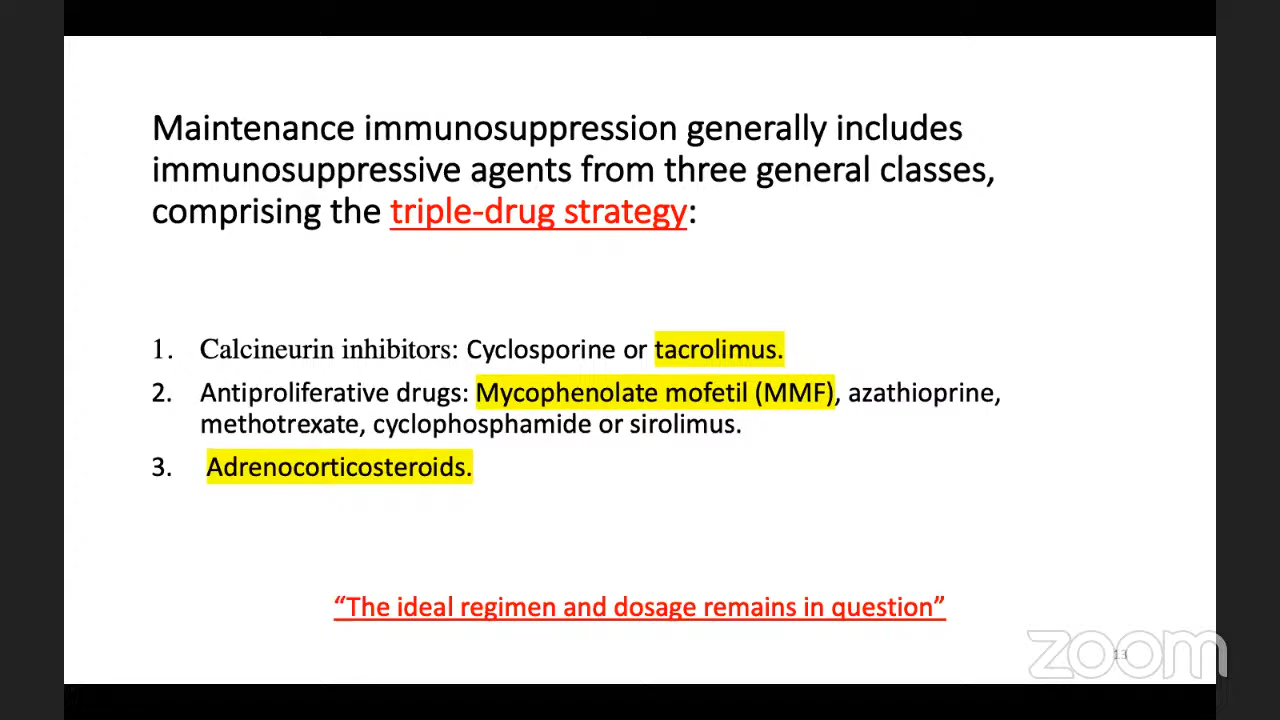 Maintenance immunosuppression generally includes
immunosuppressive agents from three general classes,
comprising the triple-drug strategy:
1. Calcineurin inhibitors: Cyclosporine or tacrolimus.
2. Antiproliferative drugs: Mycophenolate mofetil (MMF), azathioprine,
methotrexate, cyclophosphamide or sirolimus.
3. Adrenocorticosteroids.
“The ideal regimen and dosage remains in question”
13
zoom